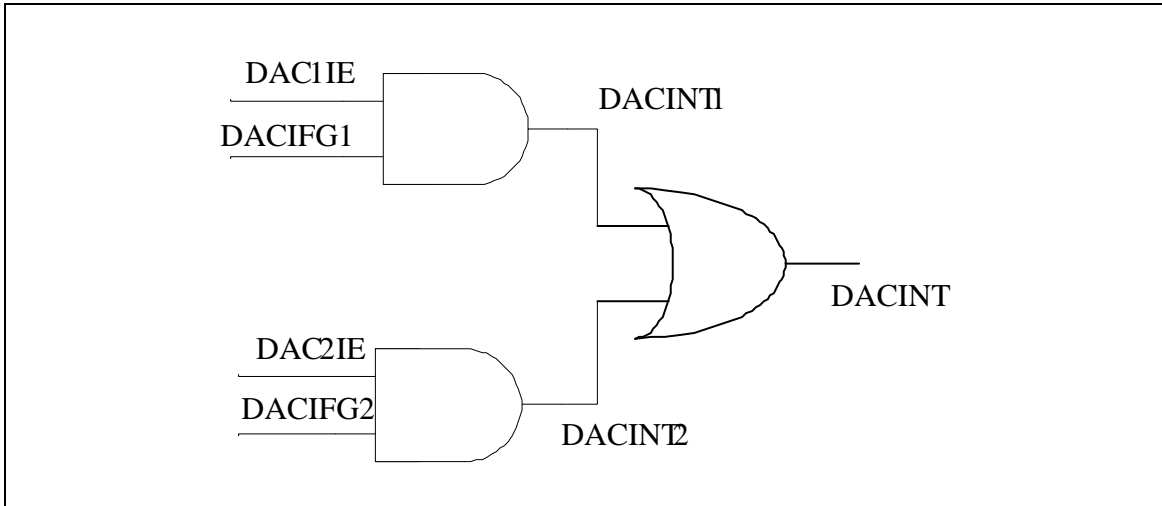 DAC1IE
DACINT1
DACIFG1
DACINT
DAC2IE
DACIFG2
DACINT2